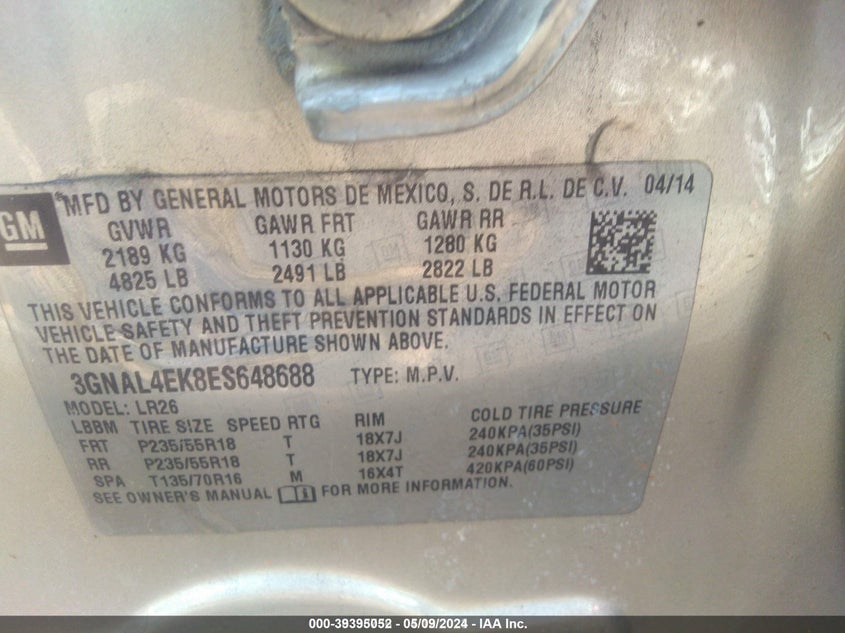 GM
MFD BY GENERAL MOTORS DE MEXICO, S. DE R.L. DE C.V. 04/14
GVWR GAWR FRT GAWR RR
2189 KG 1130 KG 1280 KG
4825 LB 2491 LB 2822 LB
THIS VEHICLE CONFORMS TO ALL APPLICABLE U.S. FEDERAL MOTOR
VEHICLE SAFETY AND THEFT PREVENTION STANDARDS IN EFFECT ON
THE DATE OF MANUFACTURE SHOWN ABOVE.
3GNAL4EK8ES648688 TYPE: M.P.V.
MODEL: LR26
LBBM TIRE SIZE SPEED RTG RIM COLD TIRE PRESSURE
FRT P235/55R18 T 18X7J 240KPA(35PSI)
RR P235/55R18 T 18X7J 240KPA(35PSI)
SPA T135/70R16 M 16X4T 420KPA(60PSI)
SEE OWNER'S MANUAL FOR MORE INFORMATION.
000-39395052 - 05/09/2024 - IAA Inc.